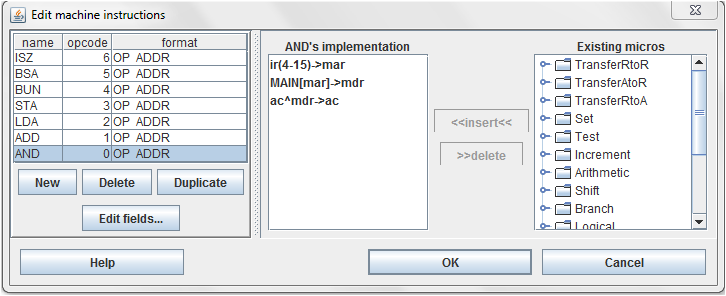 Edit machine instructions
name opcode format
ISZ 6 OP ADDR
BSA 5 OP ADDR
BUN 4 OP ADDR
STA 3 OP ADDR
LDA 2 OP ADDR
ADD 1 OP ADDR
AND 0 OP ADDR
New Delete Duplicate
Edit fields...
AND's implementation
ir(4-15)->mar
MAIN[mar]->mdr
ac^mdr->ac
<<insert<<
>>delete
Existing micros
TransferRtoR
TransferAtoR
TransferRtoA
Set
Test
Increment
Arithmetic
Shift
Branch
Logical
Help OK Cancel